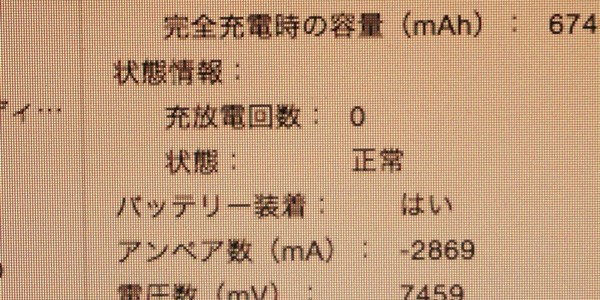 完全充電時の容量（mAh）： 674
状態情報：
ディ…
充放電回数： 0
状態： 正常
バッテリー装着： はい
アンペア数（mA）： -2869
電圧数（mV）： 7459